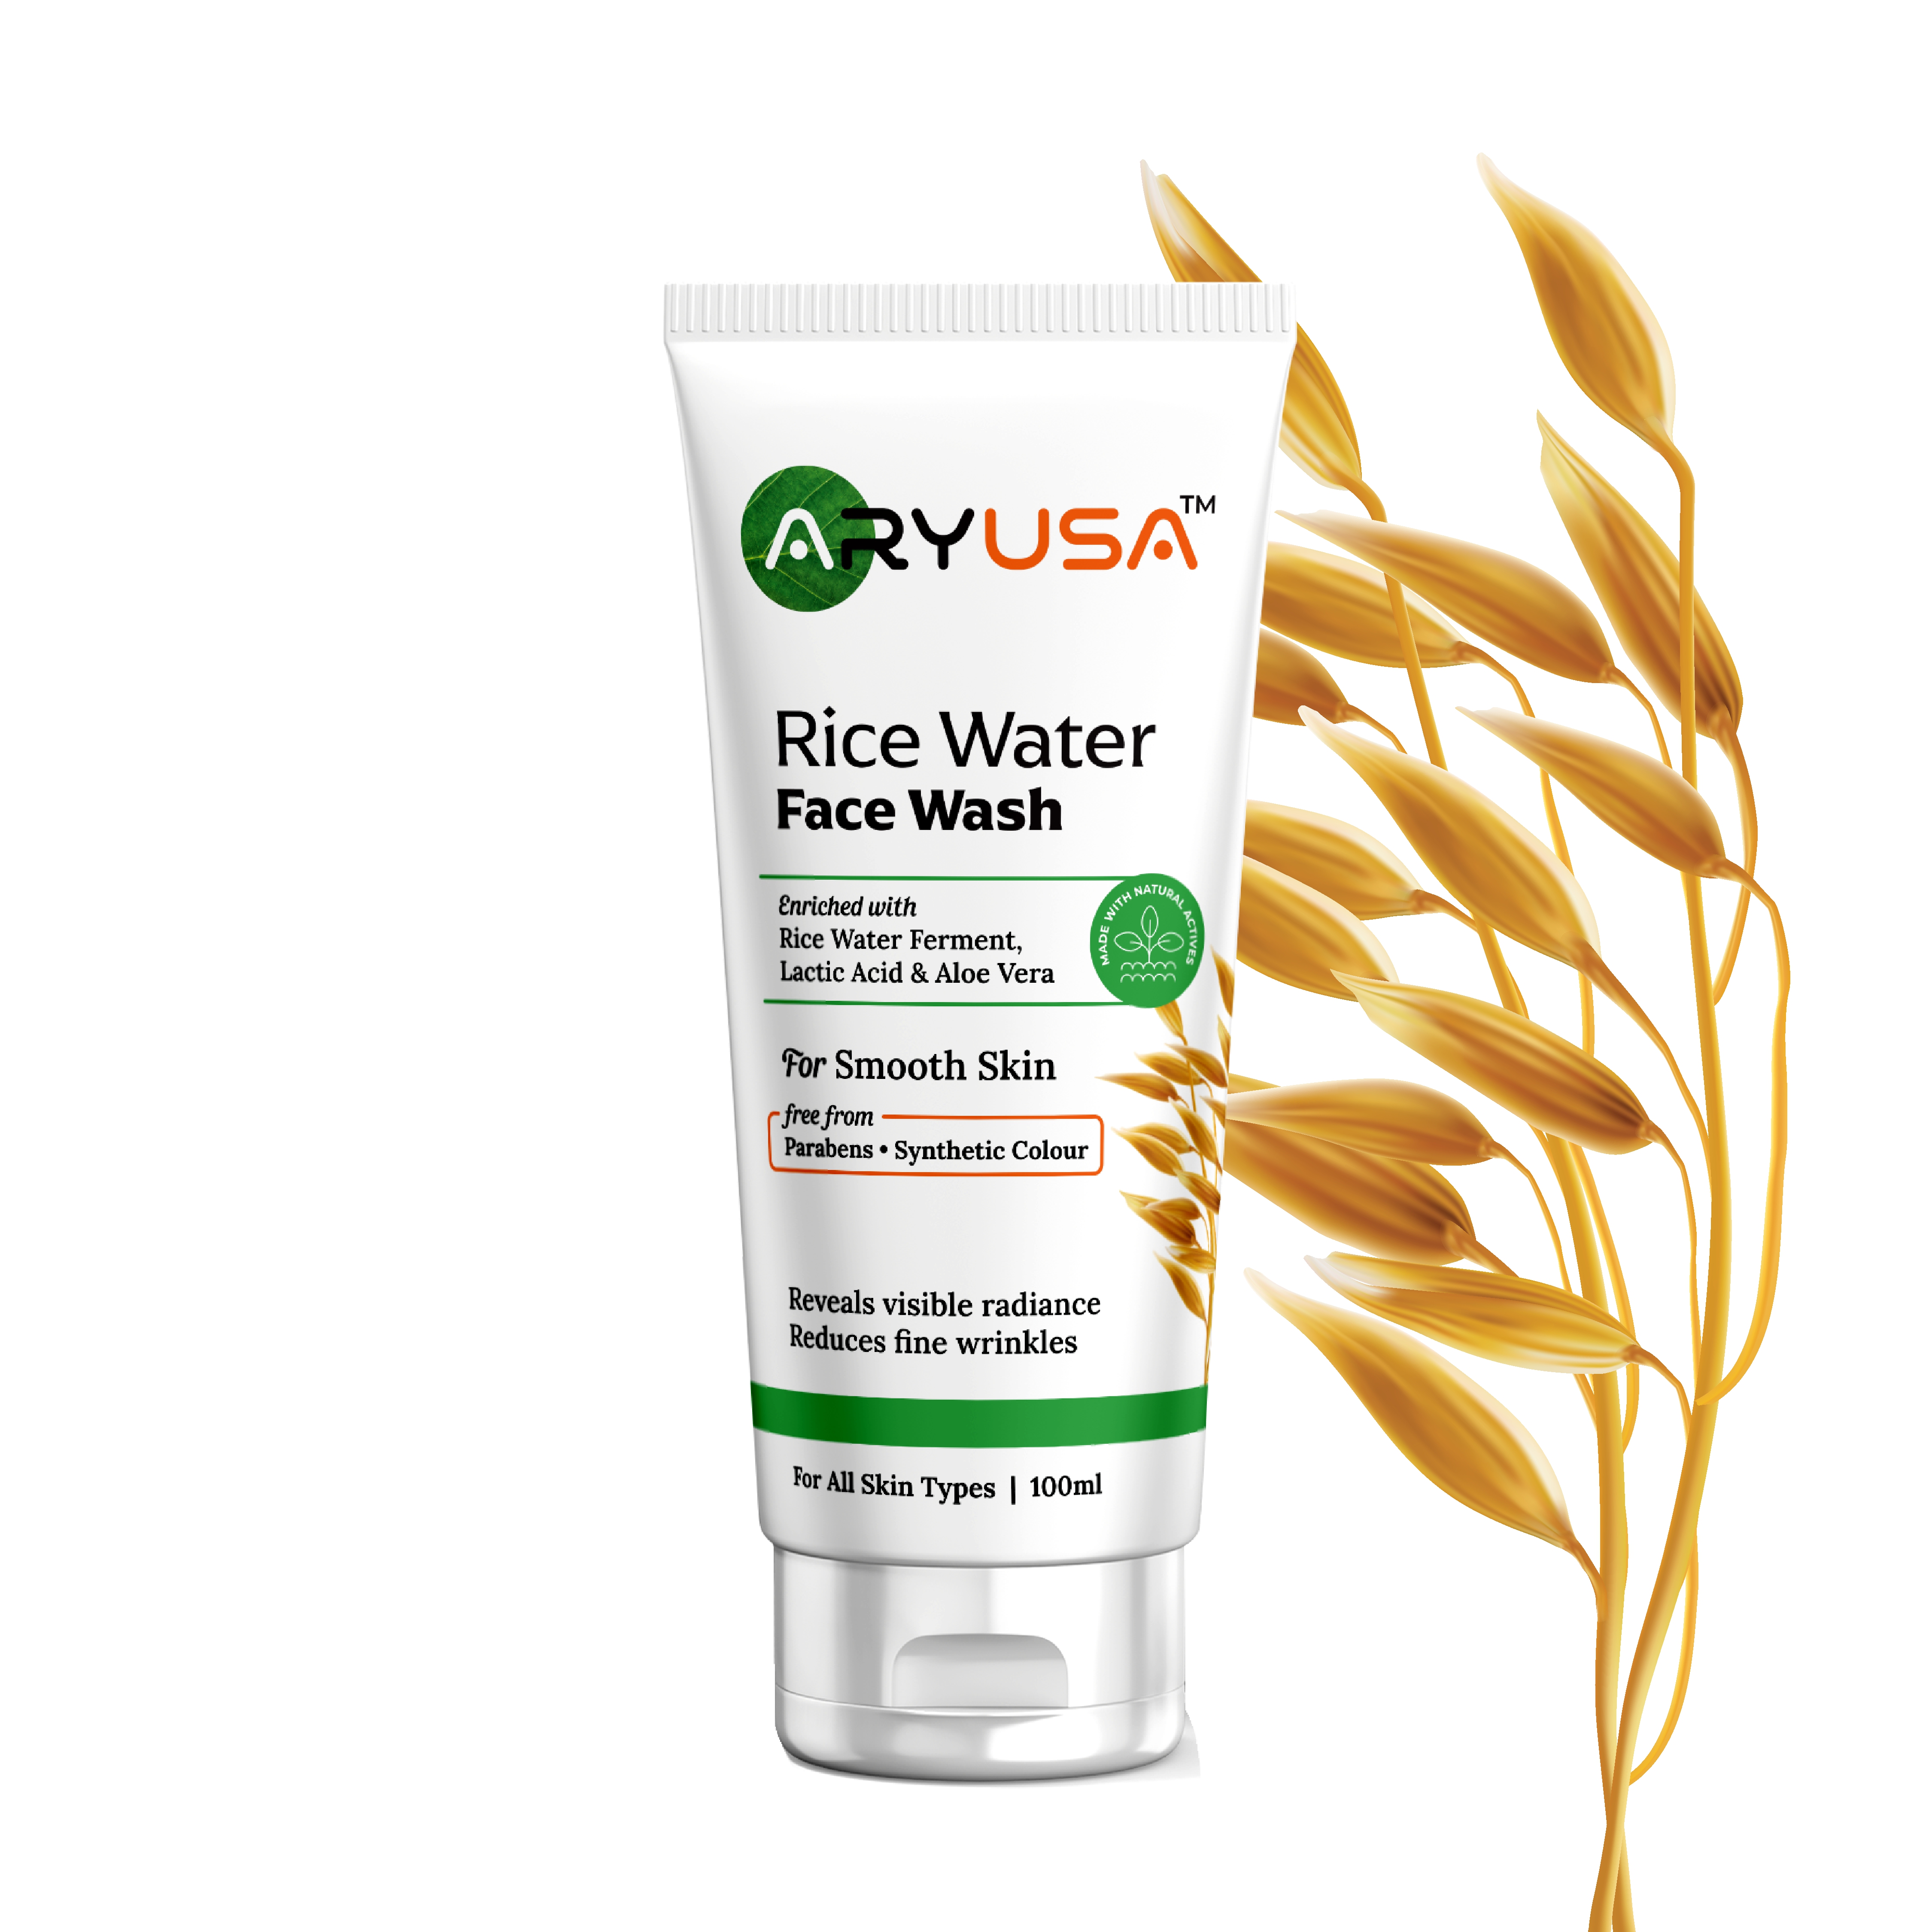 ARYUSA™
Rice Water
Face Wash
Enriched with
Rice Water Ferment,
Lactic Acid & Aloe Vera
MADE WITH NATURAL ACTIVES
For Smooth Skin
free from
Parabens • Synthetic Colour
Reveals visible radiance
Reduces fine wrinkles
For All Skin Types | 100ml